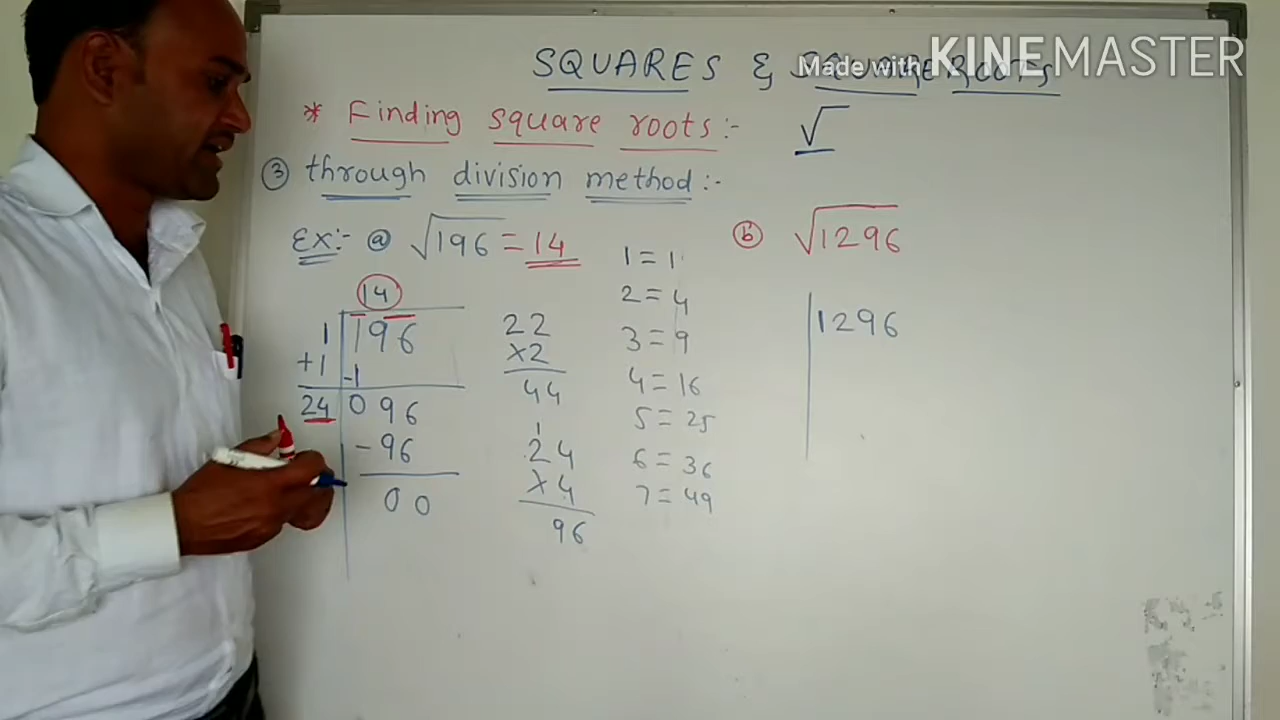 SQUARES & SQUARE ROOTS
Made with KINEMASTER
* Finding square roots:- √
③ through division method:-
Ex:- ⓐ √196 = 14
14
1 | 196
+1 | -1
24 | 096
-96
00
22
×2
44
1
24
×4
96
1 = 1
2 = 4
3 = 9
4 = 16
5 = 25
6 = 36
7 = 49
ⓑ √1296
1296